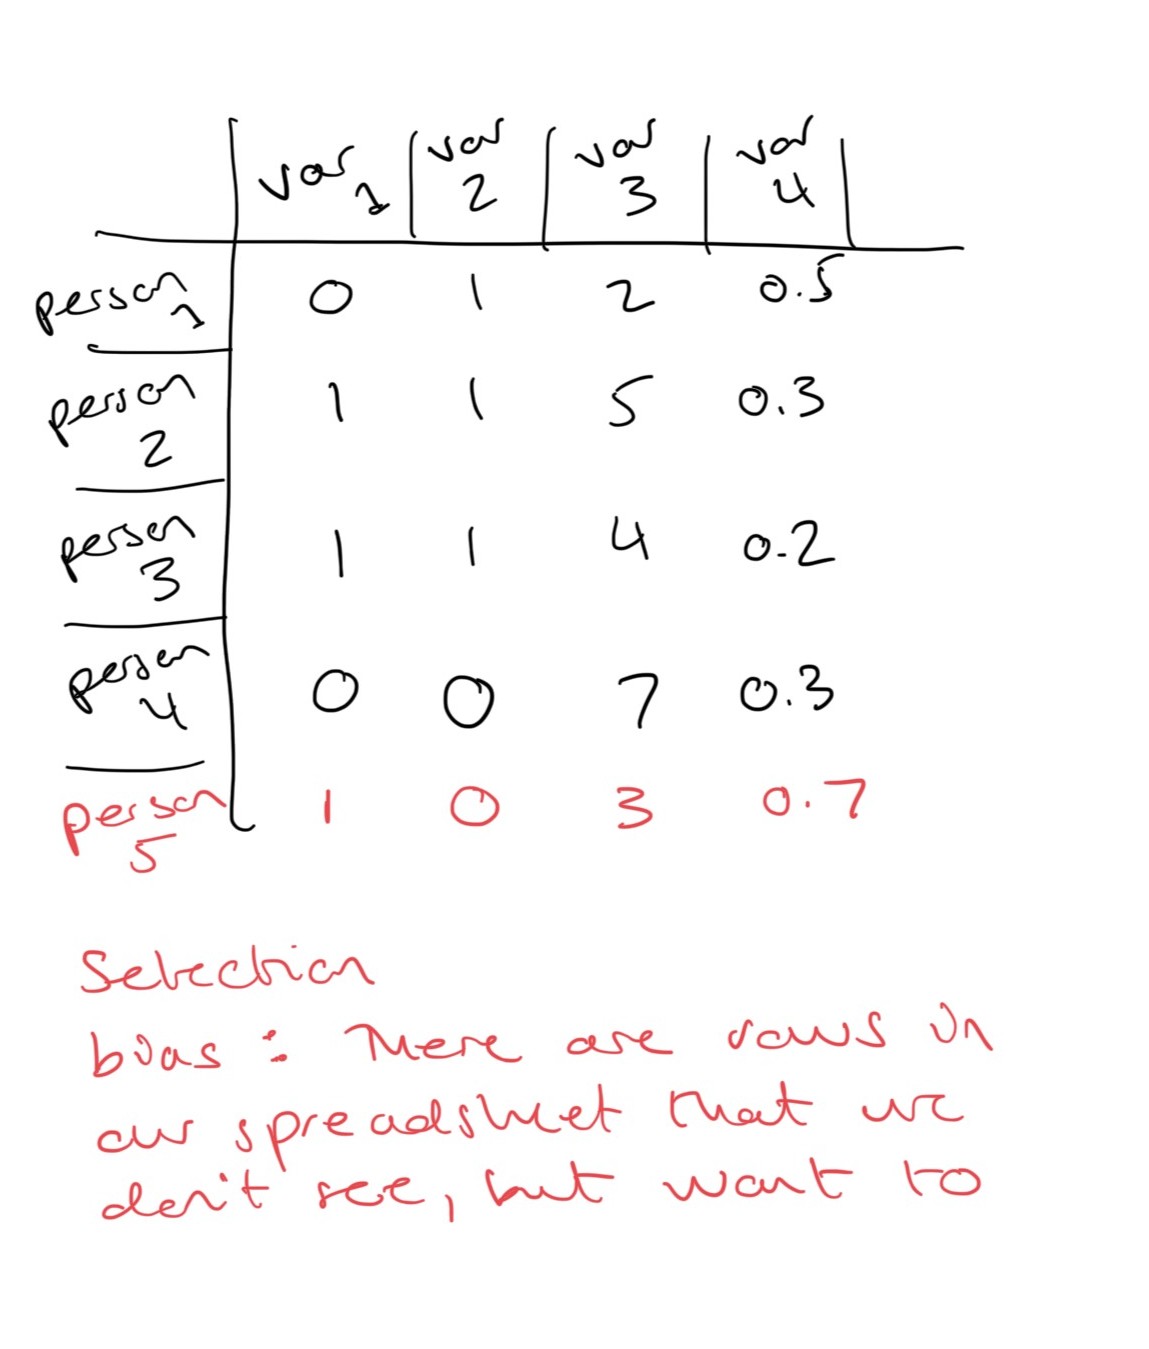 var 1 var 2 var 3 var 4
person 1 0 1 2 0.5
person 2 1 1 5 0.3
person 3 1 1 4 0.2
person 4 0 0 7 0.3
person 5 1 0 3 0.7
Selection
bias: There are rows in
our spreadsheet that we
don't see, but want to